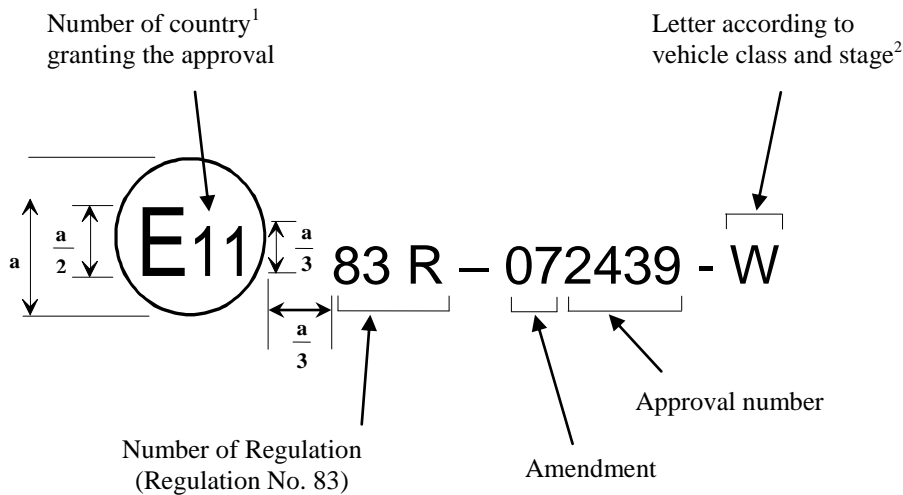 Number of country1
granting the approval
Letter according to
vehicle class and stage2
a
a
2
E11
a
3
83 R – 072439 - W
a
3
Approval number
Number of Regulation
(Regulation No. 83)
Amendment